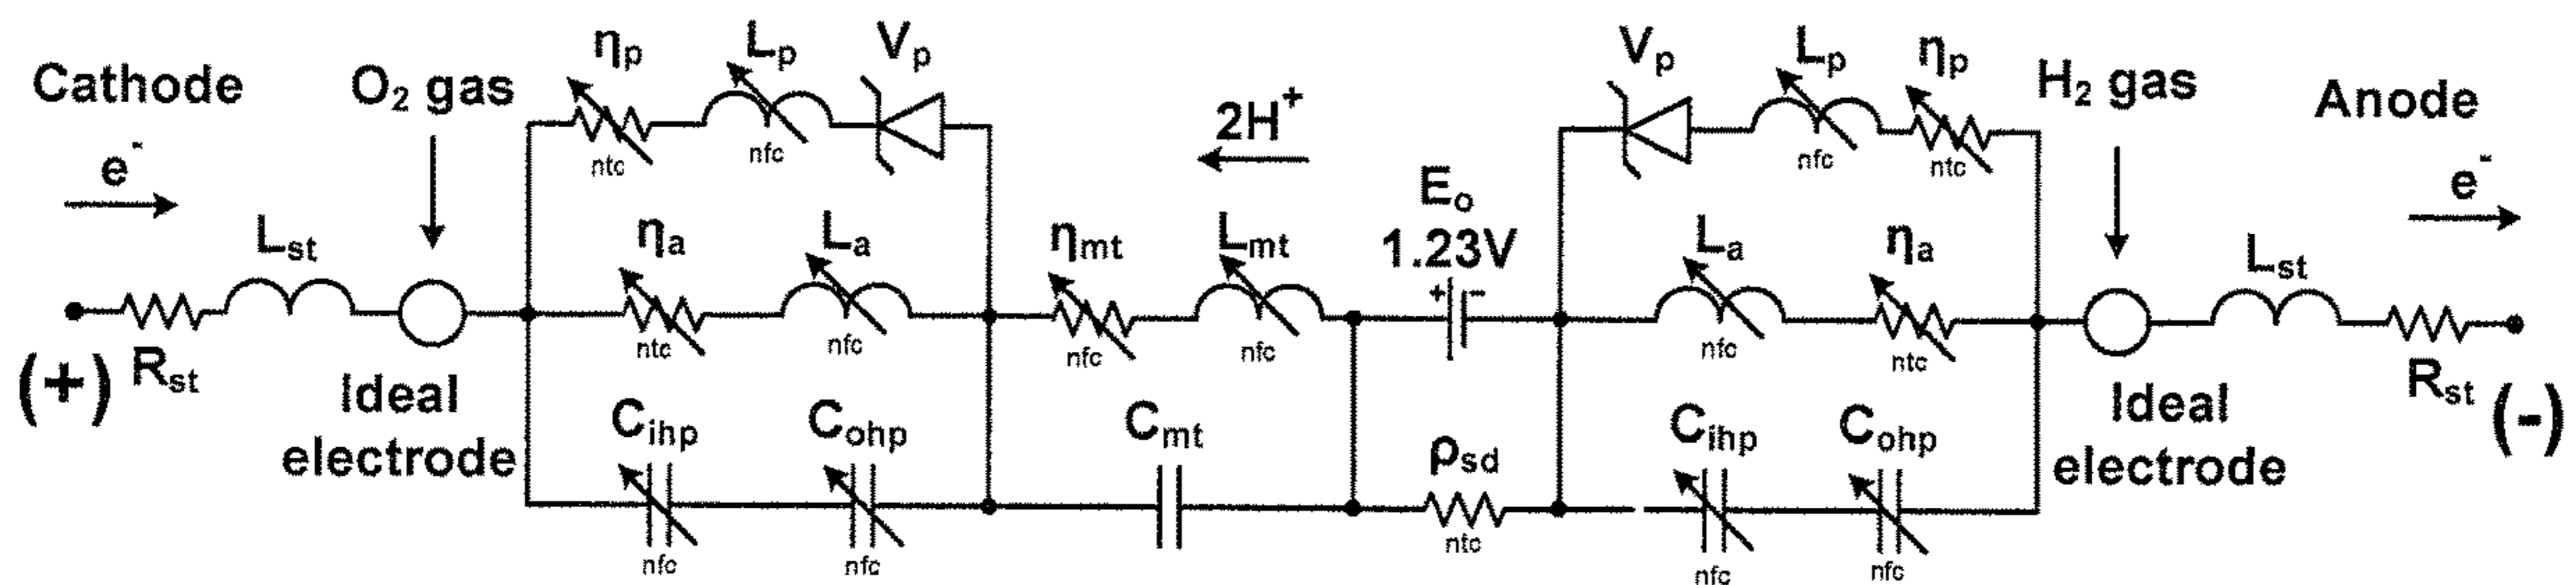 Cathode
e-
(+)
Rst
Lst
O2 gas
Ideal
electrode
ηp
ntc
Lp
nfc
Vp
ηa
ntc
La
nfc
Cihp
nfc
Cohp
nfc
2H+
ηmt
nfc
Lmt
nfc
Cmt
Eo
1.23V
+ -
ρsd
ntc
Vp
Lp
nfc
ηp
ntc
La
nfc
ηa
ntc
Cihp
nfc
Cohp
nfc
H2 gas
Ideal
electrode
Anode
e-
Lst
Rst
(-)